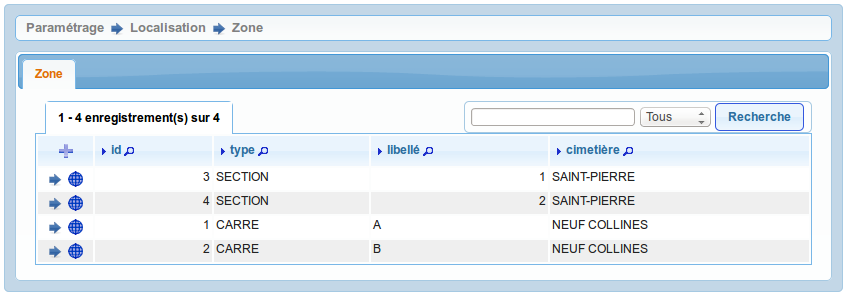 Paramétrage Localisation Zone
Zone
1 - 4 enregistrement(s) sur 4 Tous Recherche
id type libellé cimetière
3 SECTION 1 SAINT-PIERRE
4 SECTION 2 SAINT-PIERRE
1 CARRE A NEUF COLLINES
2 CARRE B NEUF COLLINES